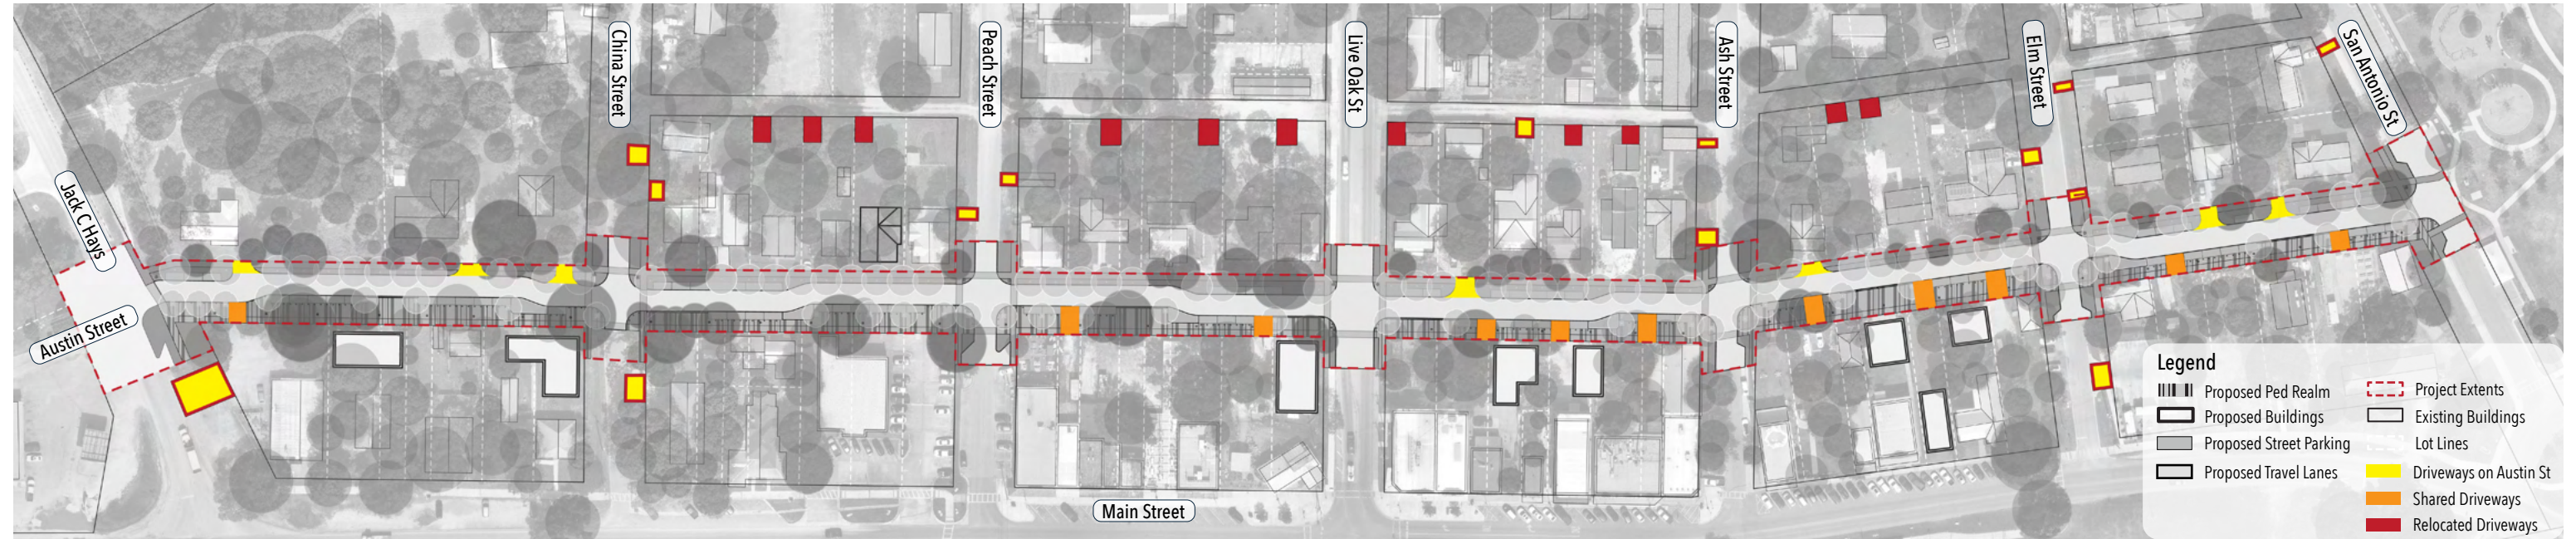 Jack C Hays
Austin Street
China Street
Peach Street
Live Oak St
Ash Street
Elm Street
San Antonio St
Main Street
Legend
Proposed Ped Realm
Proposed Buildings
Proposed Street Parking
Proposed Travel Lanes
Project Extents
Existing Buildings
Lot Lines
Driveways on Austin St
Shared Driveways
Relocated Driveways